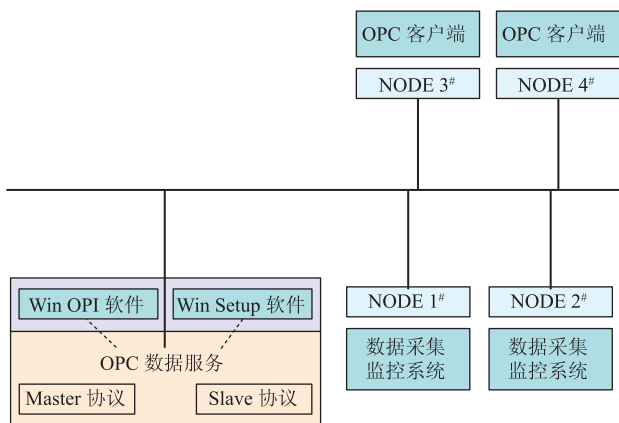 OPC 客户端
OPC 客户端
NODE 3#
NODE 4#
Win OPI 软件
Win Setup 软件
OPC 数据服务
Master 协议
Slave 协议
NODE 1#
NODE 2#
数据采集
监控系统
数据采集
监控系统